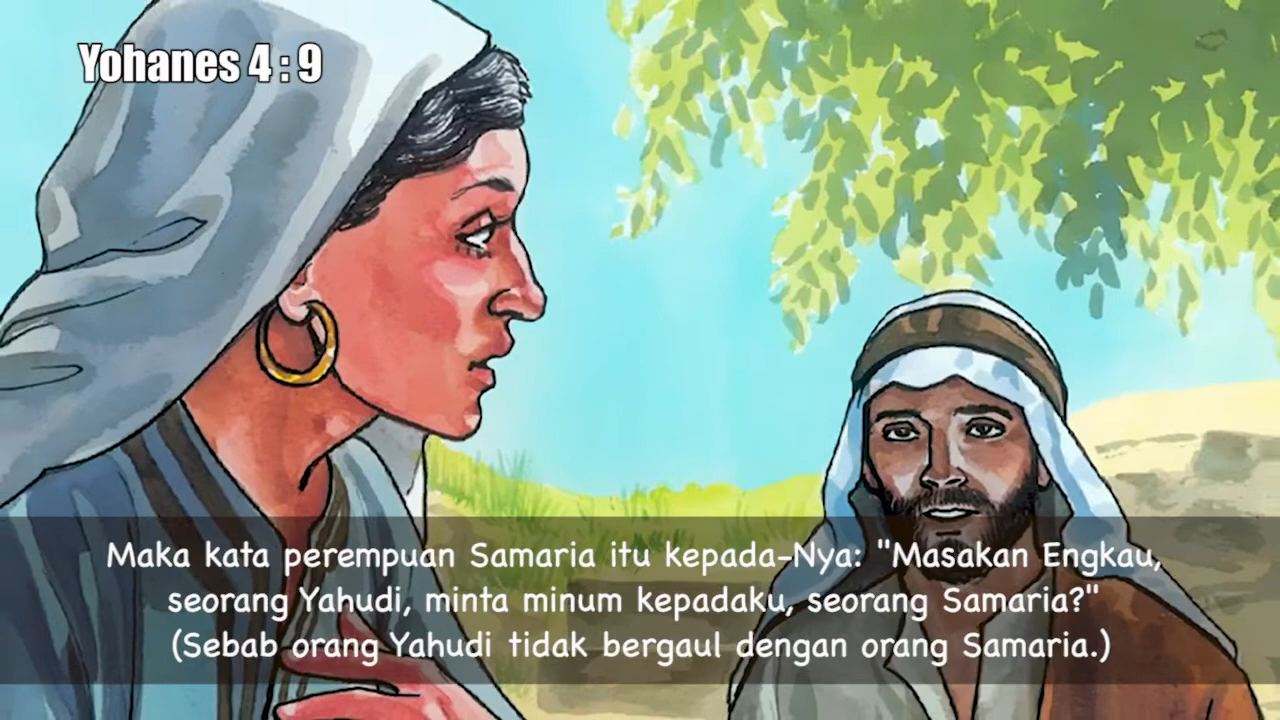 Yohanes 4 : 9
Maka kata perempuan Samaria itu kepada-Nya: "Masakan Engkau,
seorang Yahudi, minta minum kepadaku, seorang Samaria?"
(Sebab orang Yahudi tidak bergaul dengan orang Samaria.)